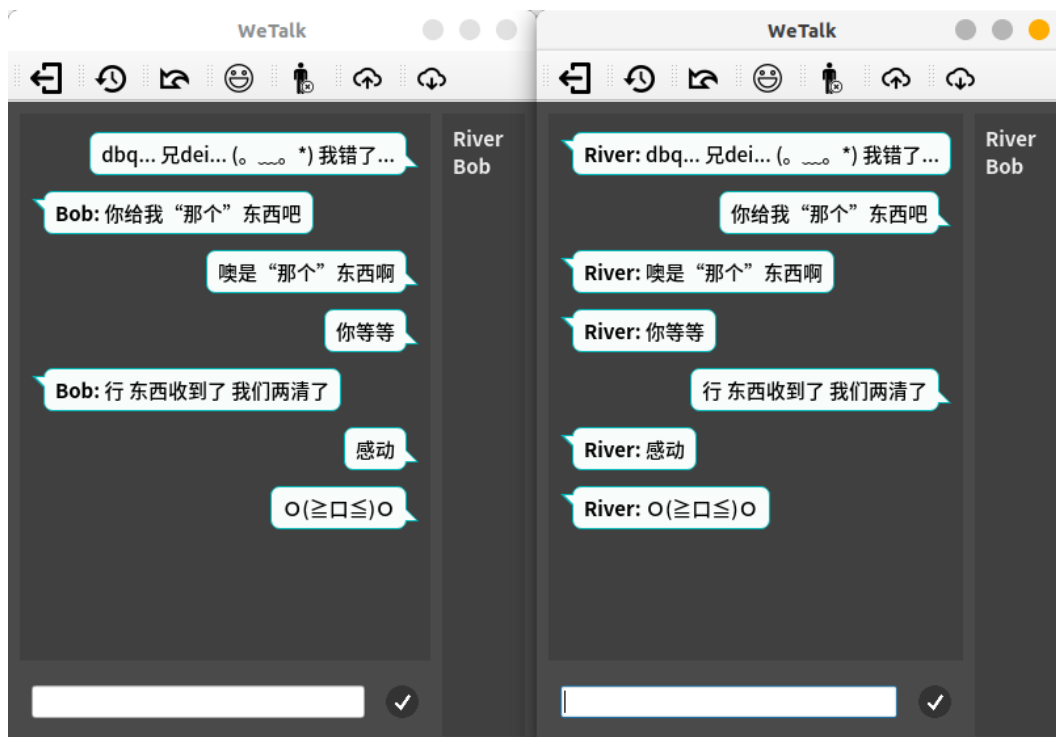 WeTalk
dbq... 兄dei... (｡ ﹏｡ *) 我错了...
Bob: 你给我“那个”东西吧
噢是“那个”东西啊
你等等
Bob: 行 东西收到了 我们两清了
感动
O(≧口≦)O
River
Bob
WeTalk
River: dbq... 兄dei... (｡ ﹏｡ *) 我错了...
你给我“那个”东西吧
River: 噢是“那个”东西啊
River: 你等等
行 东西收到了 我们两清了
River: 感动
River: O(≧口≦)O
River
Bob